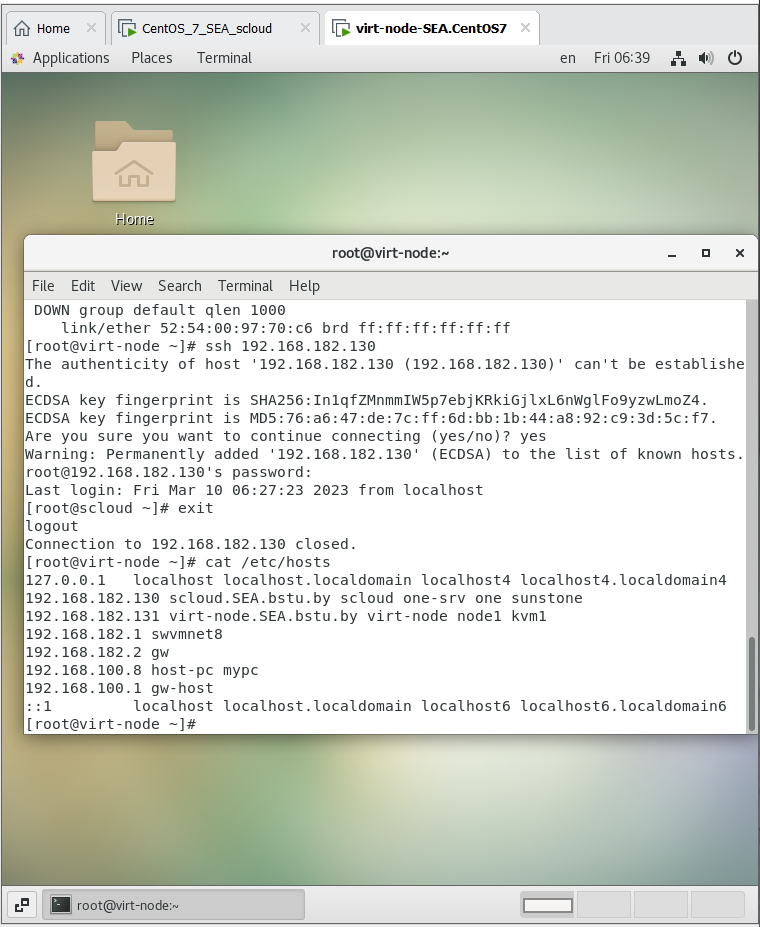 Home
CentOS_7_SEA_scloud
virt-node-SEA.CentOS7
Applications Places Terminal en Fri 06:39
Home
root@virt-node:~
File Edit View Search Terminal Help
 DOWN group default qlen 1000
    link/ether 52:54:00:97:70:c6 brd ff:ff:ff:ff:ff:ff
[root@virt-node ~]# ssh 192.168.182.130
The authenticity of host '192.168.182.130 (192.168.182.130)' can't be establishe
d.
ECDSA key fingerprint is SHA256:In1qfZMnmmIW5p7ebjKRkiGjlxL6nWglFo9yzwLmoZ4.
ECDSA key fingerprint is MD5:76:a6:47:de:7c:ff:6d:bb:1b:44:a8:92:c9:3d:5c:f7.
Are you sure you want to continue connecting (yes/no)? yes
Warning: Permanently added '192.168.182.130' (ECDSA) to the list of known hosts.
root@192.168.182.130's password:
Last login: Fri Mar 10 06:27:23 2023 from localhost
[root@scloud ~]# exit
logout
Connection to 192.168.182.130 closed.
[root@virt-node ~]# cat /etc/hosts
127.0.0.1   localhost localhost.localdomain localhost4 localhost4.localdomain4
192.168.182.130 scloud.SEA.bstu.by scloud one-srv one sunstone
192.168.182.131 virt-node.SEA.bstu.by virt-node node1 kvm1
192.168.182.1 swvmnet8
192.168.182.2 gw
192.168.100.8 host-pc mypc
192.168.100.1 gw-host
::1         localhost localhost.localdomain localhost6 localhost6.localdomain6
[root@virt-node ~]#
root@virt-node:~